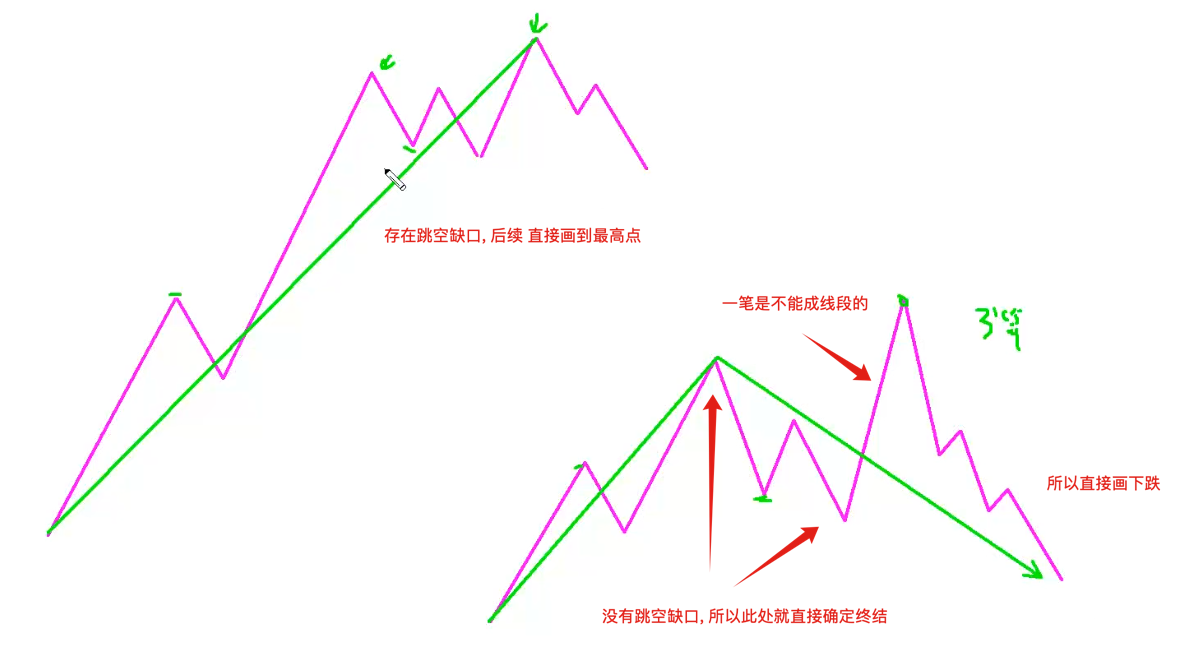 存在跳空缺口, 后续 直接画到最高点
一笔是不能成线段的
所以直接画下跌
没有跳空缺口, 所以此处就直接确定终结